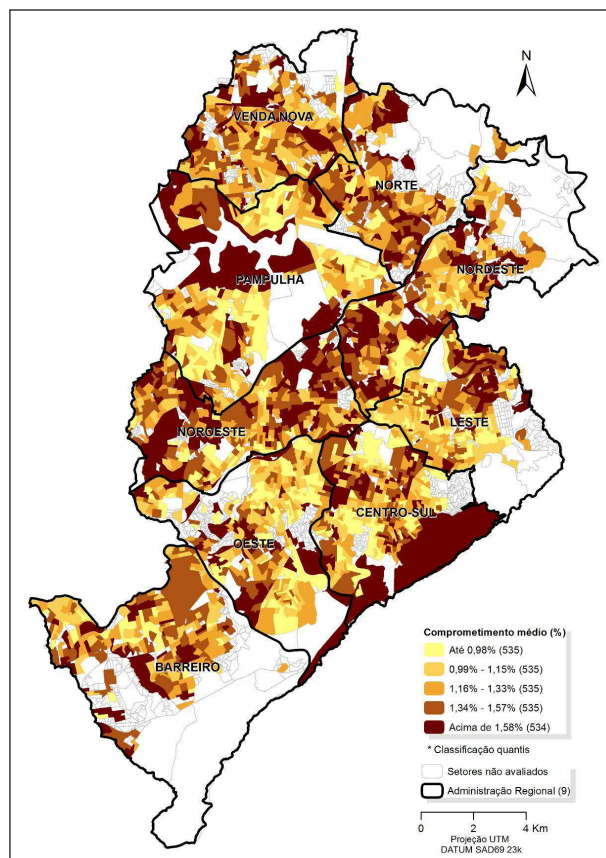 N
VENDA NOVA
NORTE
NORDESTE
PAMPULHA
NOROESTE
LESTE
CENTRO-SUL
OESTE
BARREIRO
Comprometimento médio (%)
Até 0,98% (535)
0,99% - 1,15% (535)
1,16% - 1,33% (535)
1,34% - 1,57% (535)
Acima de 1,58% (534)
* Classificação quantis
Setores não avaliados
Administração Regional (9)
0 2 4 Km
Projeção UTM
DATUM SAD69 23k